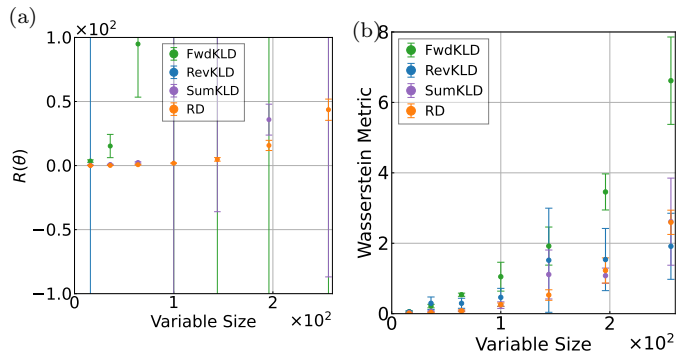 (a)
×10²
1.0
0.5
0.0
−0.5
−1.0
R(θ)
FwdKLD
RevKLD
SumKLD
RD
0
1
2
Variable Size
×10²
(b)
8
6
4
2
0
Wasserstein Metric
FwdKLD
RevKLD
SumKLD
RD
0
1
2
Variable Size
×10²